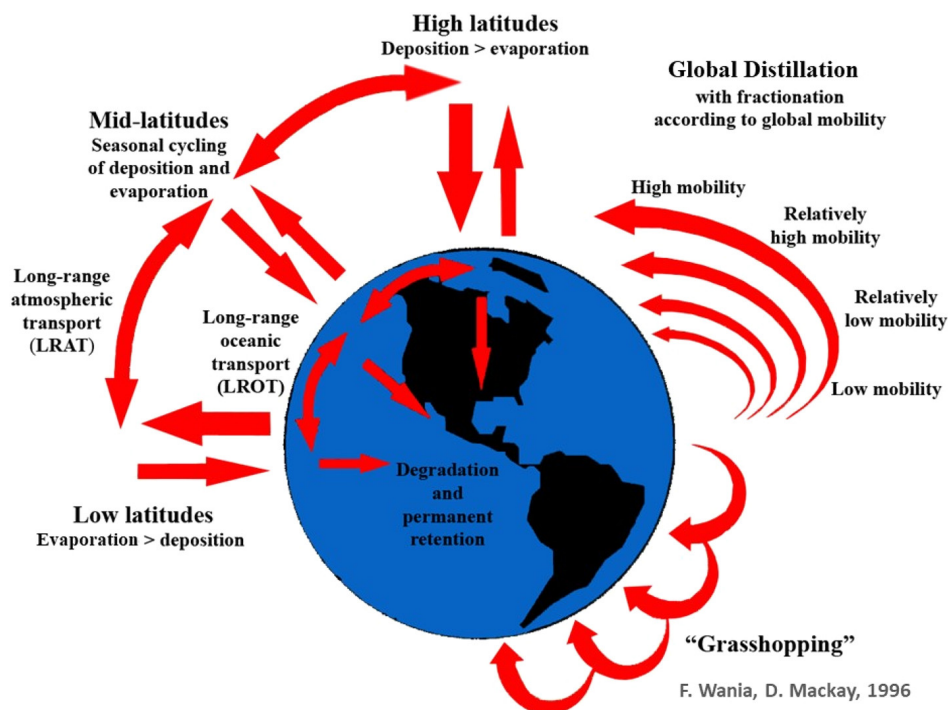 High latitudes
Deposition > evaporation
Global Distillation
with fractionation
according to global mobility
Mid-latitudes
Seasonal cycling
of deposition and
evaporation
High mobility
Relatively
high mobility
Long-range
atmospheric
transport
(LRAT)
Long-range
oceanic
transport
(LROT)
Relatively
low mobility
Low mobility
Degradation
and
permanent
retention
Low latitudes
Evaporation > deposition
“Grasshopping”
F. Wania, D. Mackay, 1996